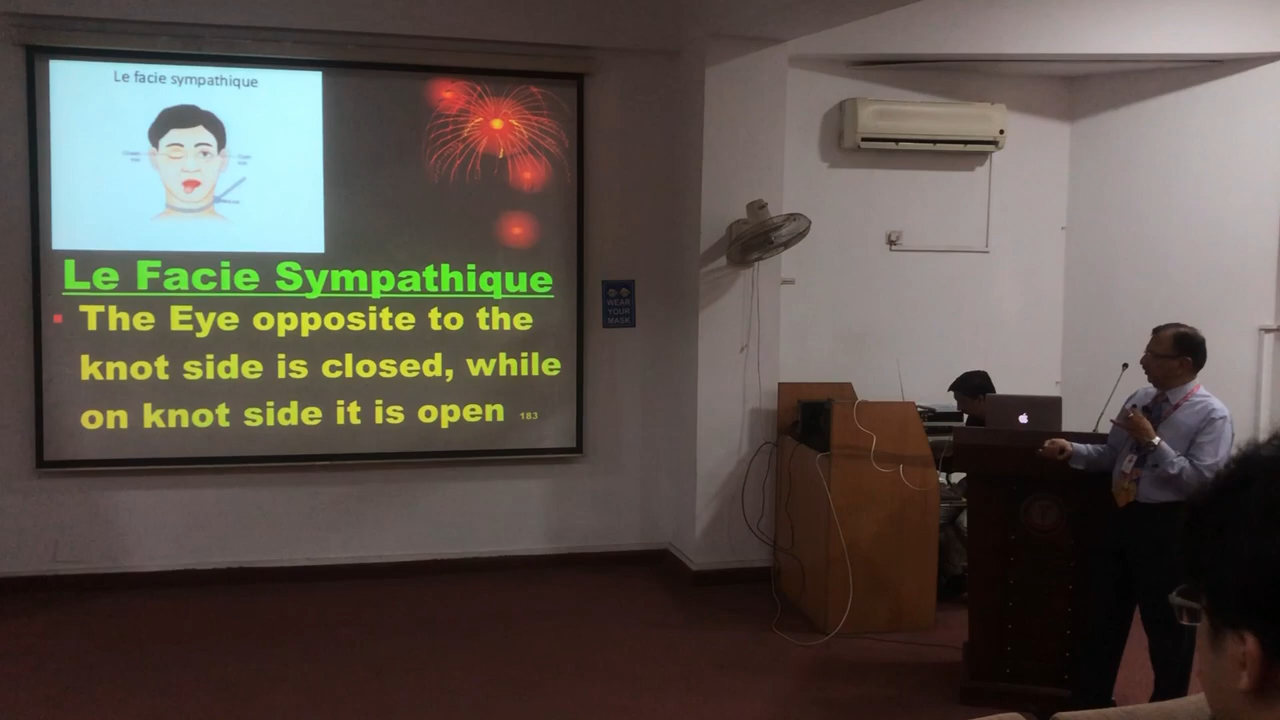 Le facie sympathique
Le Facie Sympathique
The Eye opposite to the
knot side is closed, while
on knot side it is open
183
WEAR
YOUR
MASK